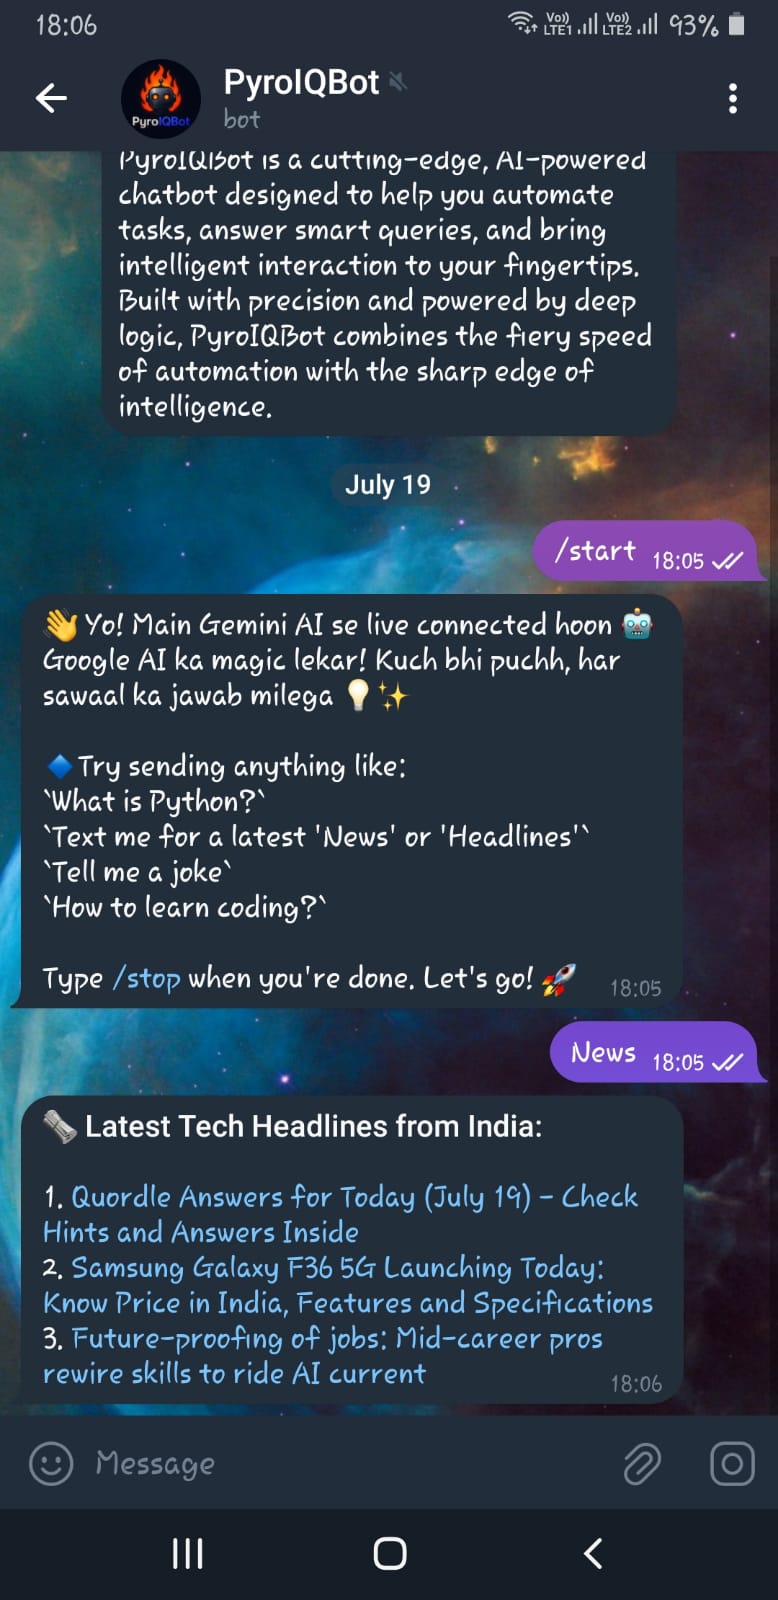 18:06
Vo)) LTE1 Vo)) LTE2 93%
PyroIQBot
bot
PyroIQBot
PyroIQBot is a cutting-edge, AI-powered
chatbot designed to help you automate
tasks, answer smart queries, and bring
intelligent interaction to your fingertips.
Built with precision and powered by deep
logic, PyroIQBot combines the fiery speed
of automation with the sharp edge of
intelligence.
July 19
/start 18:05
👋 Yo! Main Gemini AI se live connected hoon 🤖
Google AI ka magic lekar! Kuch bhi puchh, har
sawaal ka jawab milega 💡✨
🔷 Try sending anything like:
`What is Python?`
`Text me for a latest 'News' or 'Headlines'`
`Tell me a joke`
`How to learn coding?`
Type /stop when you're done. Let's go! 🚀 18:05
News 18:05
🗞️ Latest Tech Headlines from India:
1. Quordle Answers for Today (July 19) – Check
Hints and Answers Inside
2. Samsung Galaxy F36 5G Launching Today:
Know Price in India, Features and Specifications
3. Future-proofing of jobs: Mid-career pros
rewire skills to ride AI current
18:06
Message